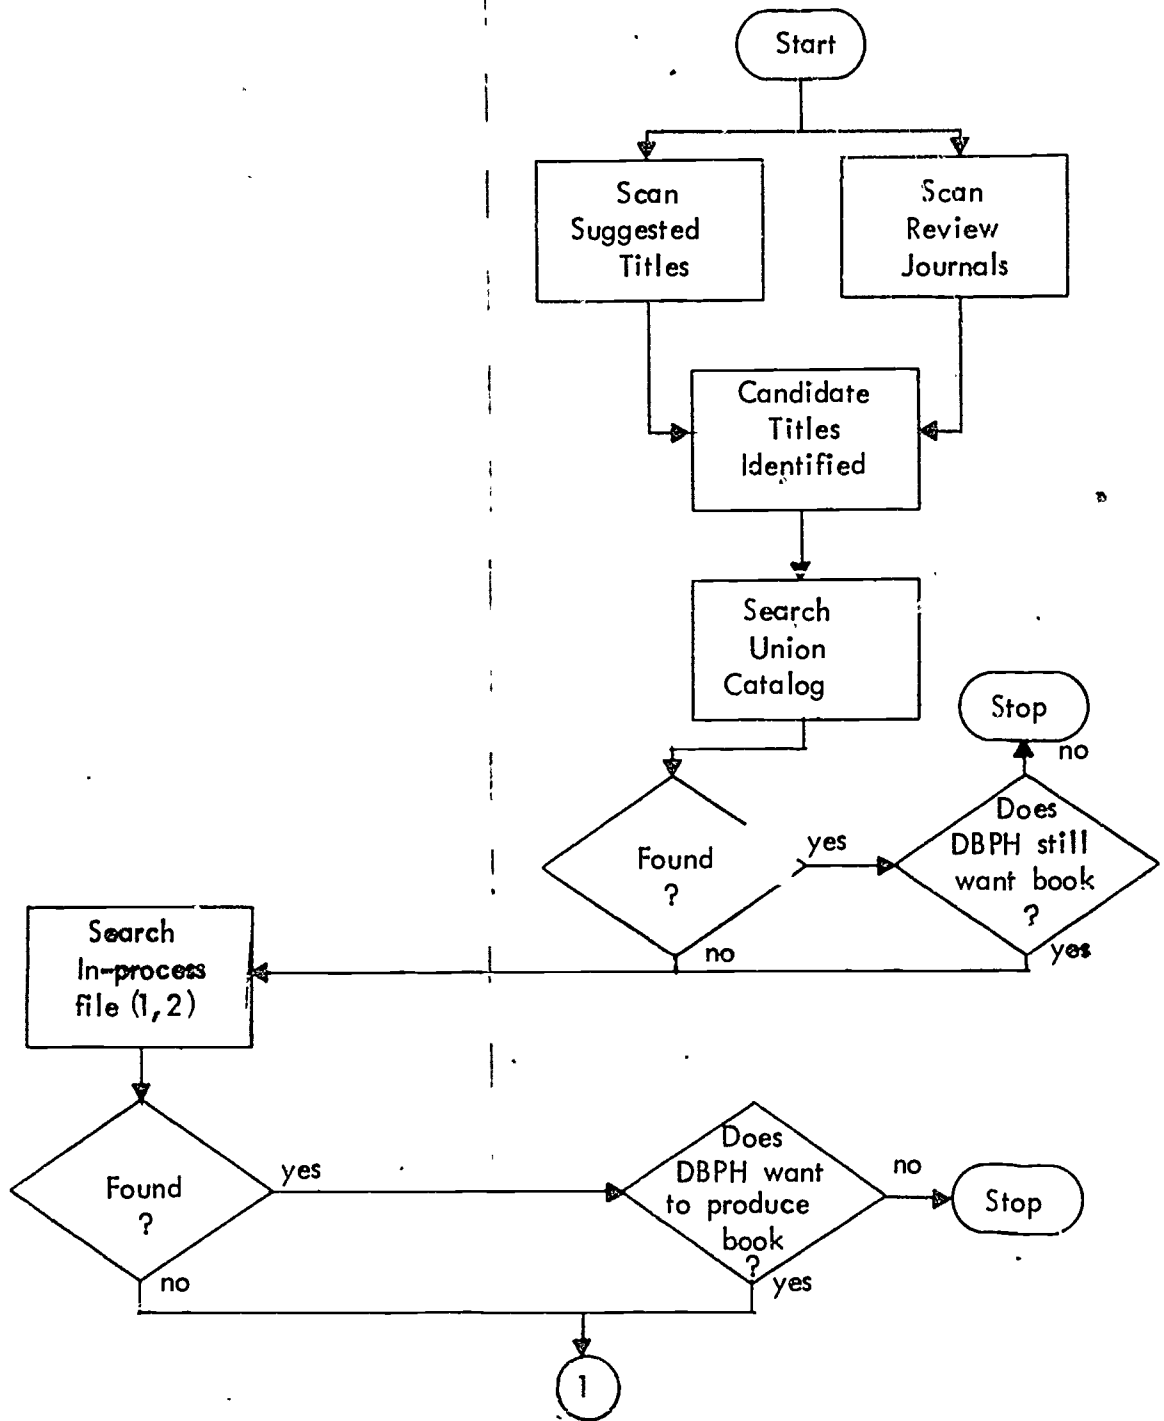 Start
Scan
Suggested
Titles
Scan
Review
Journals
Candidate
Titles
Identified
Search
Union
Catalog
Stop
no
Found
?
yes
no
Does
DBPH still
want book
?
yes
Search
In-process
file (1,2)
Found
?
yes
no
Does
DBPH want
to produce
book
?
no
yes
Stop
1